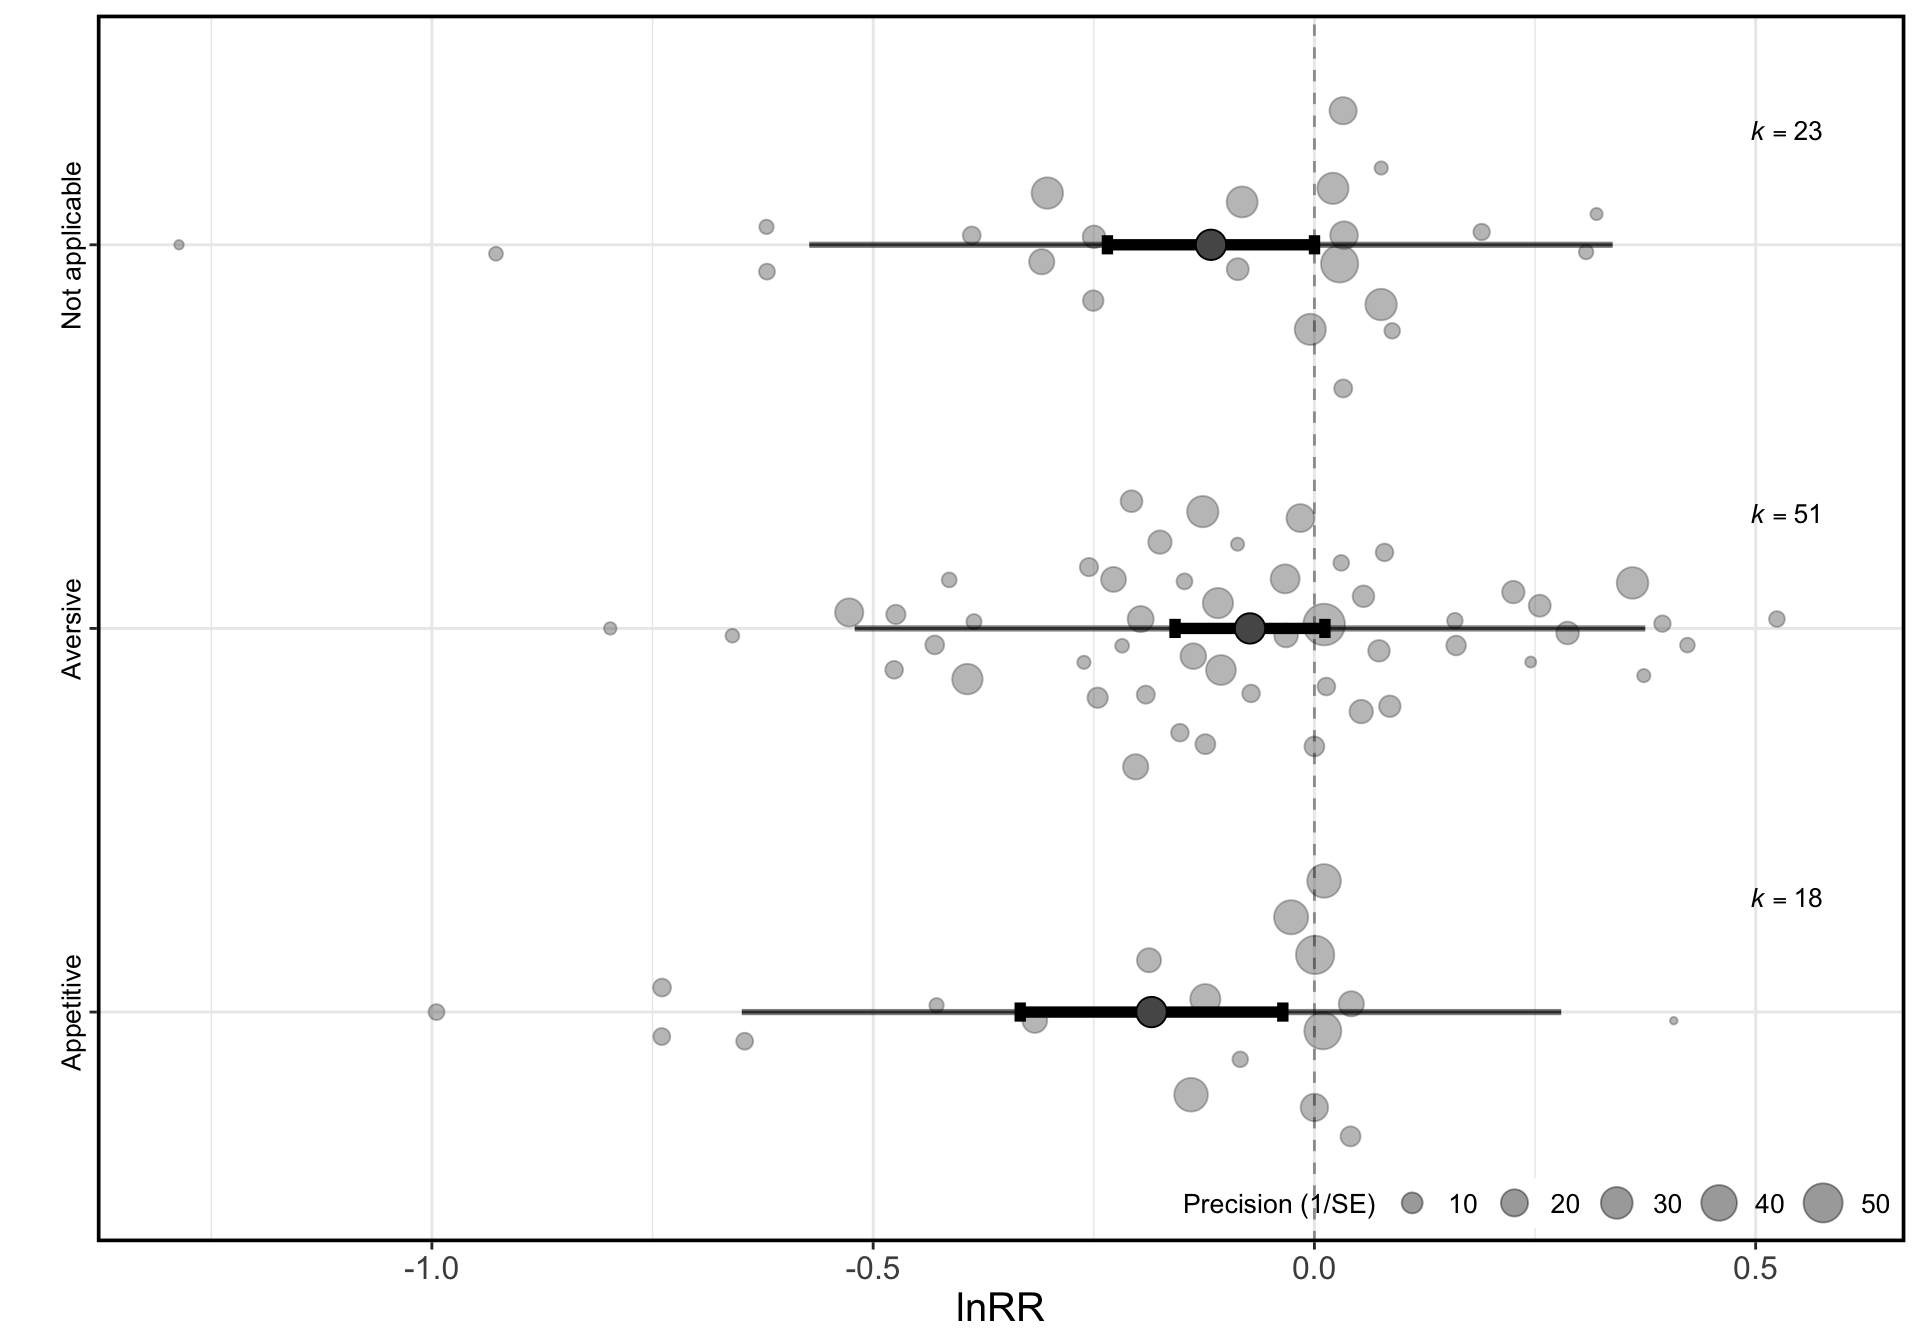 Not applicable
k = 23
Aversive
k = 51
Appetitive
k = 18
Precision (1/SE) 10 20 30 40 50
-1.0 -0.5 0.0 0.5
lnRR